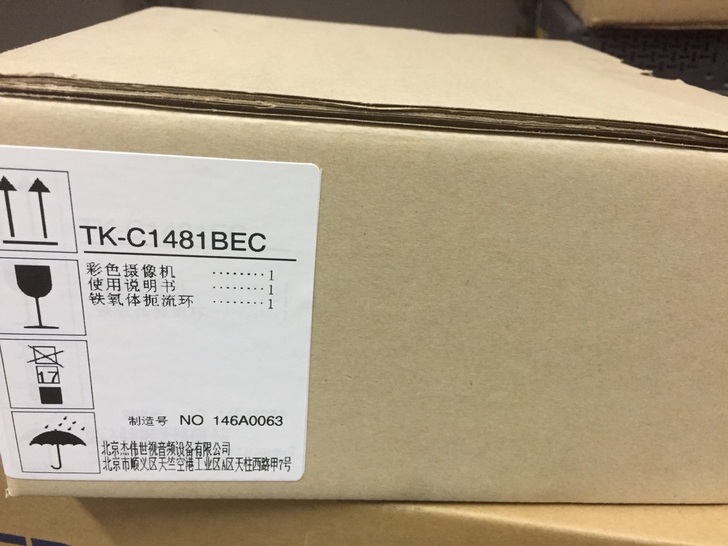 TK-C1481BEC
彩色摄像机 ········1
使用说明书 ········1
铁氧体扼流环 ········1
17
制造号 NO 146A0063
北京杰伟世视音频设备有限公司
北京市顺义区天竺空港工业区A区天柱西路甲7号